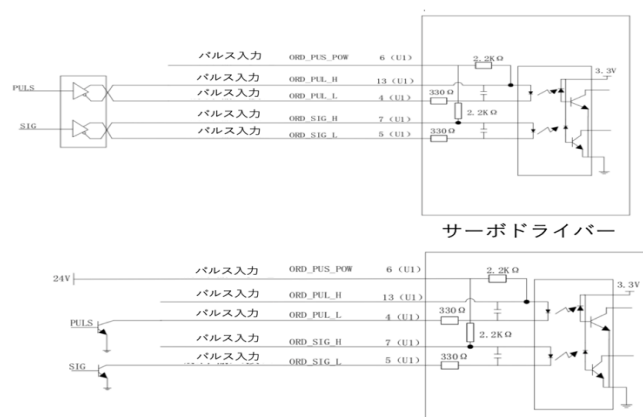 パルス入力 ORD_PUS_POW 6 (U1) 2.2KΩ
3.3V
PULS パルス入力 ORD_PUL_H 13 (U1)
パルス入力 ORD_PUL_L 4 (U1) 330Ω
SIG パルス入力 ORD_SIG_H 7 (U1) 2.2KΩ
パルス入力 ORD_SIG_L 5 (U1) 330Ω
サーボドライバー
24V パルス入力 ORD_PUS_POW 6 (U1) 2.2KΩ
3.3V
パルス入力 ORD_PUL_H 13 (U1)
PULS パルス入力 ORD_PUL_L 4 (U1) 330Ω
パルス入力 ORD_SIG_H 7 (U1) 2.2KΩ
SIG パルス入力 ORD_SIG_L 5 (U1) 330Ω